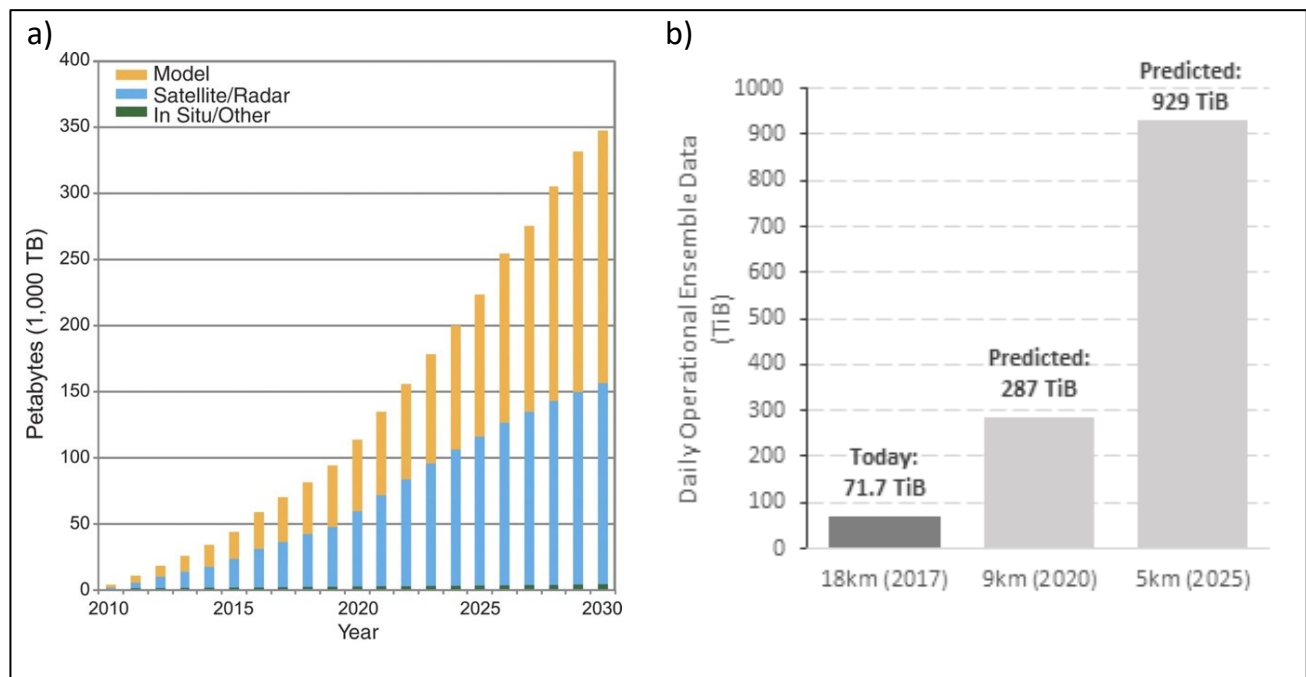 a)
400
350
300
250
200
150
100
50
0
Petabytes (1,000 TB)
Model
Satellite/Radar
In Situ/Other
2010
2015
2020
2025
2030
Year
b)
1000
900
800
700
600
500
400
300
200
100
0
Daily Operational Ensemble Data
(TiB)
Today:
71.7 TiB
Predicted:
287 TiB
Predicted:
929 TiB
18km (2017)
9km (2020)
5km (2025)